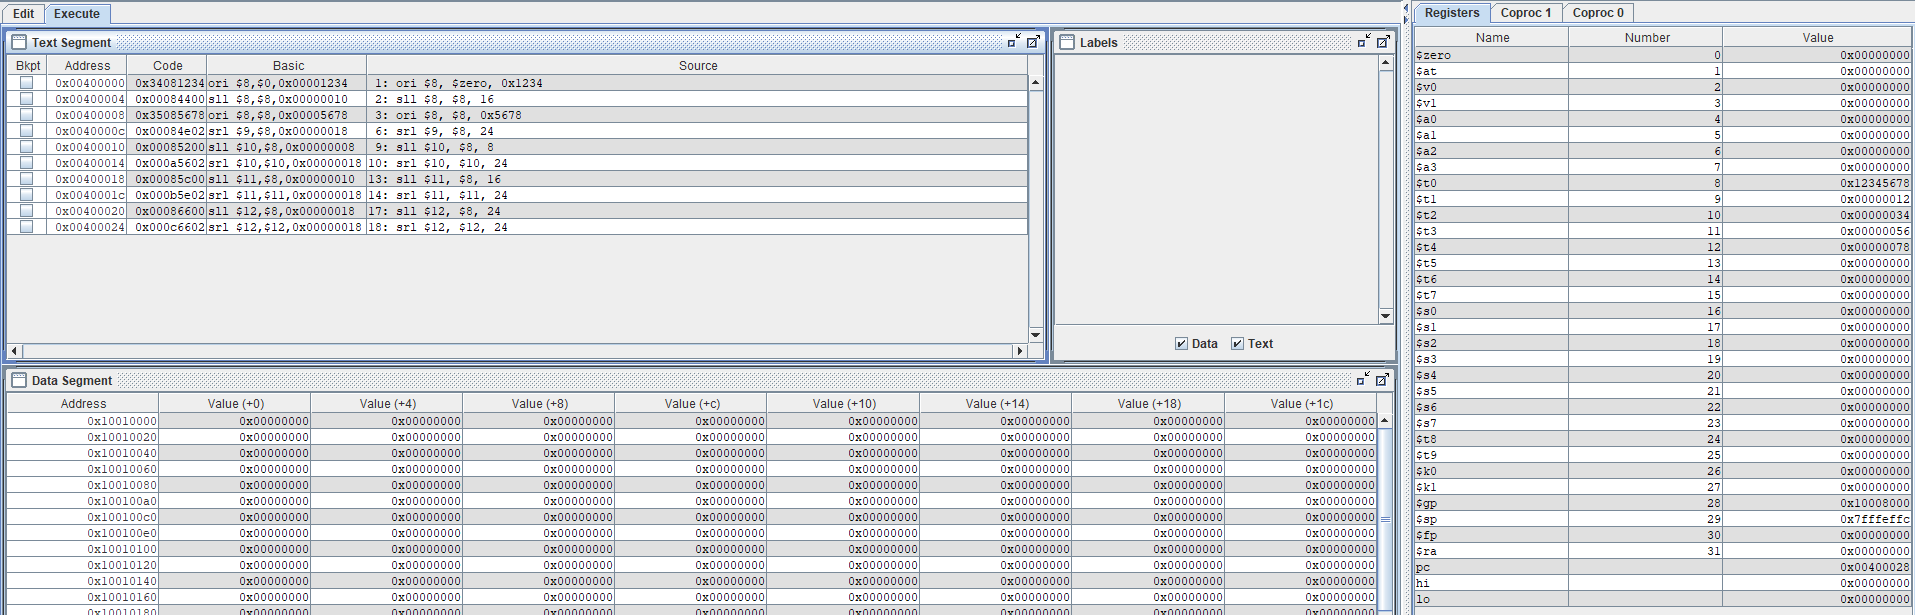 Edit Execute
Text Segment
Bkpt Address Code Basic Source
0x00400000 0x34081234 ori $8,$0,0x00001234 1: ori $8, $zero, 0x1234
0x00400004 0x00084400 sll $8,$8,0x00000010 2: sll $8, $8, 16
0x00400008 0x35085678 ori $8,$8,0x00005678 3: ori $8, $8, 0x5678
0x0040000c 0x00084e02 srl $9,$8,0x00000018 6: srl $9, $8, 24
0x00400010 0x00085200 sll $10,$8,0x00000008 9: sll $10, $8, 8
0x00400014 0x000a5602 srl $10,$10,0x00000018 10: srl $10, $10, 24
0x00400018 0x00085c00 sll $11,$8,0x00000010 13: sll $11, $8, 16
0x0040001c 0x000b5e02 srl $11,$11,0x00000018 14: srl $11, $11, 24
0x00400020 0x00086600 sll $12,$8,0x00000018 17: sll $12, $8, 24
0x00400024 0x000c6602 srl $12,$12,0x00000018 18: srl $12, $12, 24
Labels
Data Text
Data Segment
Address Value (+0) Value (+4) Value (+8) Value (+c) Value (+10) Value (+14) Value (+18) Value (+1c)
0x10010000 0x00000000 0x00000000 0x00000000 0x00000000 0x00000000 0x00000000 0x00000000 0x00000000
0x10010020 0x00000000 0x00000000 0x00000000 0x00000000 0x00000000 0x00000000 0x00000000 0x00000000
0x10010040 0x00000000 0x00000000 0x00000000 0x00000000 0x00000000 0x00000000 0x00000000 0x00000000
0x10010060 0x00000000 0x00000000 0x00000000 0x00000000 0x00000000 0x00000000 0x00000000 0x00000000
0x10010080 0x00000000 0x00000000 0x00000000 0x00000000 0x00000000 0x00000000 0x00000000 0x00000000
0x100100a0 0x00000000 0x00000000 0x00000000 0x00000000 0x00000000 0x00000000 0x00000000 0x00000000
0x100100c0 0x00000000 0x00000000 0x00000000 0x00000000 0x00000000 0x00000000 0x00000000 0x00000000
0x100100e0 0x00000000 0x00000000 0x00000000 0x00000000 0x00000000 0x00000000 0x00000000 0x00000000
0x10010100 0x00000000 0x00000000 0x00000000 0x00000000 0x00000000 0x00000000 0x00000000 0x00000000
0x10010120 0x00000000 0x00000000 0x00000000 0x00000000 0x00000000 0x00000000 0x00000000 0x00000000
0x10010140 0x00000000 0x00000000 0x00000000 0x00000000 0x00000000 0x00000000 0x00000000 0x00000000
0x10010160 0x00000000 0x00000000 0x00000000 0x00000000 0x00000000 0x00000000 0x00000000 0x00000000
0x10010180 0x00000000 0x00000000 0x00000000 0x00000000 0x00000000 0x00000000 0x00000000 0x00000000
Registers Coproc 1 Coproc 0
Name Number Value
$zero 0 0x00000000
$at 1 0x00000000
$v0 2 0x00000000
$v1 3 0x00000000
$a0 4 0x00000000
$a1 5 0x00000000
$a2 6 0x00000000
$a3 7 0x00000000
$t0 8 0x12345678
$t1 9 0x00000012
$t2 10 0x00000034
$t3 11 0x00000056
$t4 12 0x00000078
$t5 13 0x00000000
$t6 14 0x00000000
$t7 15 0x00000000
$s0 16 0x00000000
$s1 17 0x00000000
$s2 18 0x00000000
$s3 19 0x00000000
$s4 20 0x00000000
$s5 21 0x00000000
$s6 22 0x00000000
$s7 23 0x00000000
$t8 24 0x00000000
$t9 25 0x00000000
$k0 26 0x00000000
$k1 27 0x00000000
$gp 28 0x10008000
$sp 29 0x7fffeffc
$fp 30 0x00000000
$ra 31 0x00000000
pc 0x00400028
hi 0x00000000
lo 0x00000000